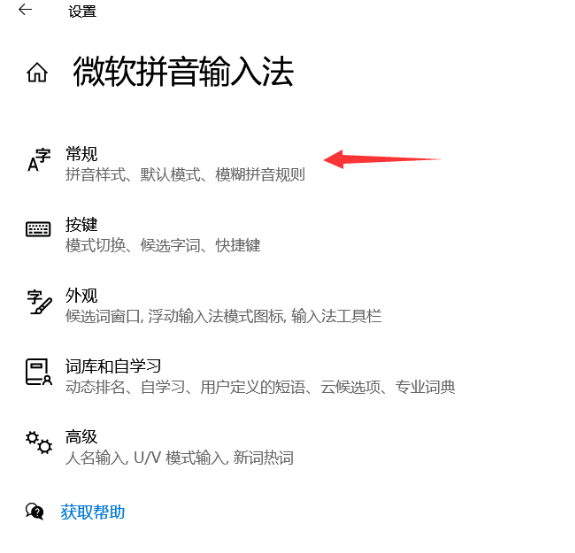 设置
微软拼音输入法
常规
拼音样式、默认模式、模糊拼音规则
按键
模式切换、候选字词、快捷键
外观
候选词窗口, 浮动输入法模式图标, 输入法工具栏
词库和自学习
动态排名、自学习、用户定义的短语、云候选项、专业词典
高级
人名输入, U/V 模式输入, 新词热词
获取帮助